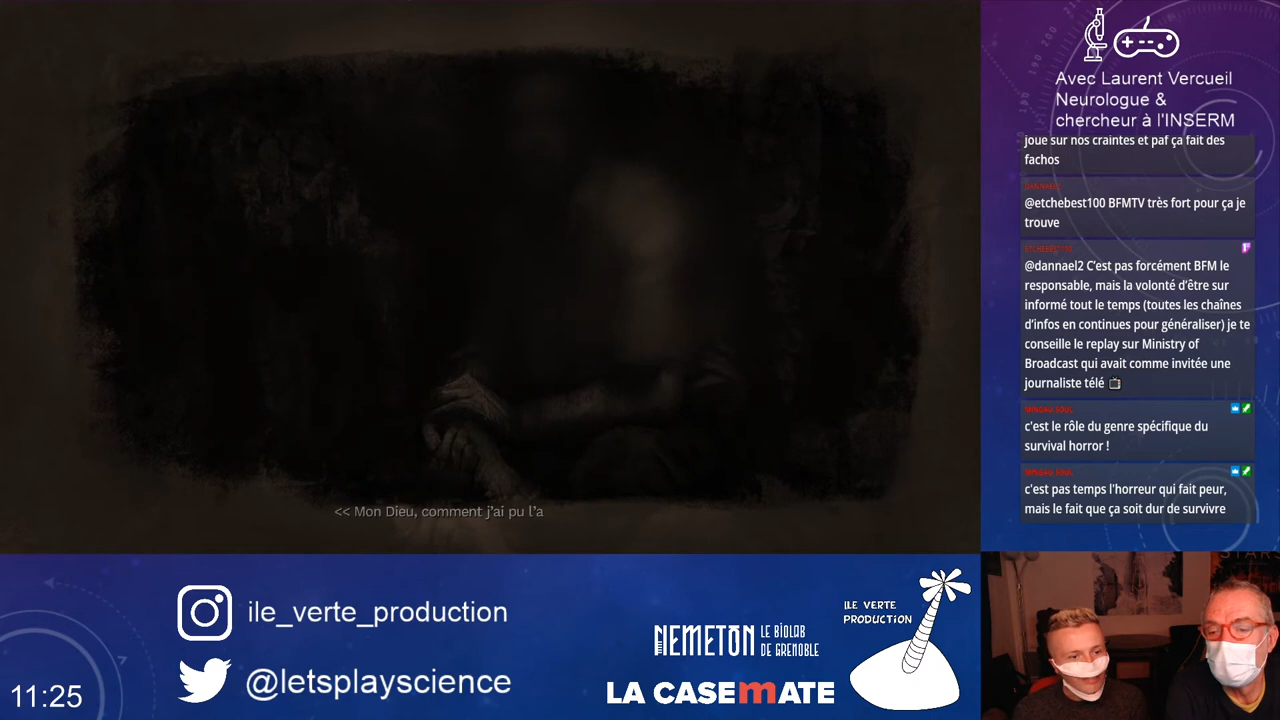 Avec Laurent Vercueil
Neurologue &
chercheur à l'INSERM
joue sur nos craintes et paf ça fait des
fachos
@etchebest100 BFMTV très fort pour ça je
trouve
@dannael2 C'est pas forcément BFM le
responsable, mais la volonté d'être sur
informé tout le temps (toutes les chaînes
d'infos en continues pour généraliser) je te
conseille le replay sur Ministry of
Broadcast qui avait comme invitée une
journaliste télé
MINGAU SOUL
c'est le rôle du genre spécifique du
survival horror !
MINGAU SOUL
c'est pas temps l'horreur qui fait peur,
mais le fait que ça soit dur de survivre
<< Mon Dieu, comment j'ai pu l'a
ile_verte_production
@letsplayscience
11:25
NEMETON LE BIOLAB
DE GRENOBLE
LA CASEMATE
ILE VERTE
PRODUCTION